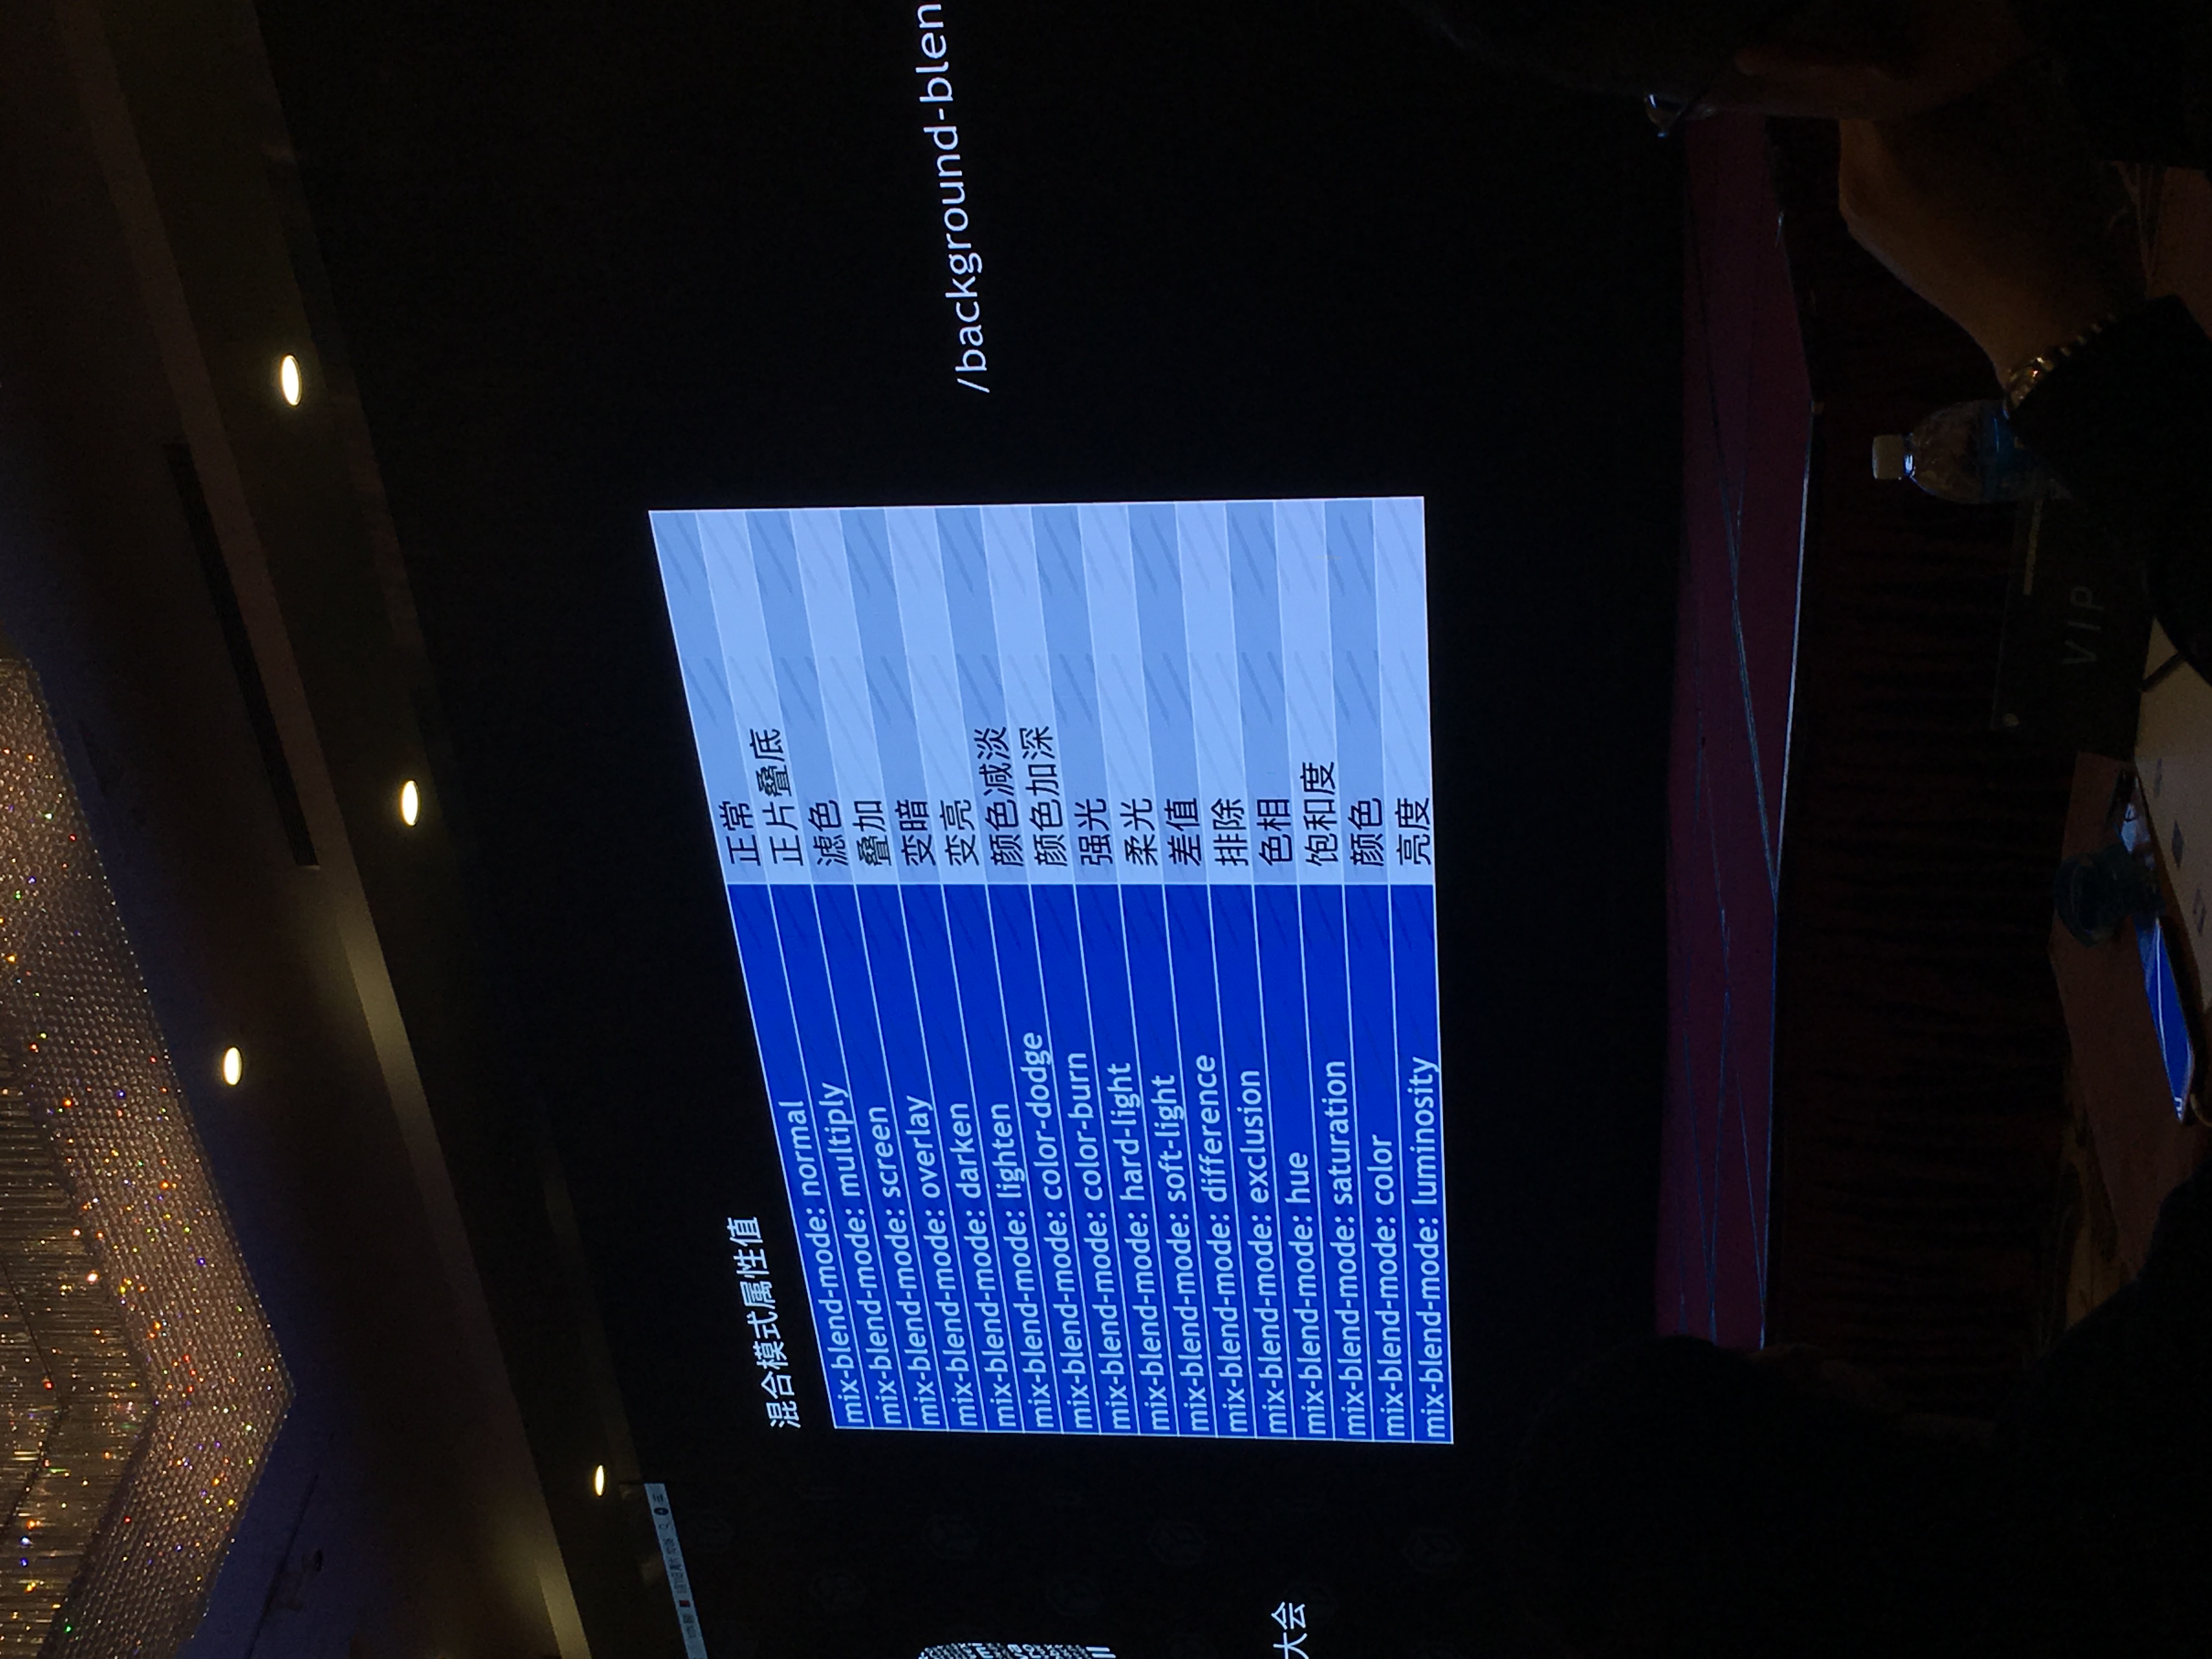 混合模式属性值
mix-blend-mode: normal 正常
mix-blend-mode: multiply 正片叠底
mix-blend-mode: screen 滤色
mix-blend-mode: overlay 叠加
mix-blend-mode: darken 变暗
mix-blend-mode: lighten 变亮
mix-blend-mode: color-dodge 颜色减淡
mix-blend-mode: color-burn 颜色加深
mix-blend-mode: hard-light 强光
mix-blend-mode: soft-light 柔光
mix-blend-mode: difference 差值
mix-blend-mode: exclusion 排除
mix-blend-mode: hue 色相
mix-blend-mode: saturation 饱和度
mix-blend-mode: color 颜色
mix-blend-mode: luminosity 亮度
/background-blen
大会
VIP